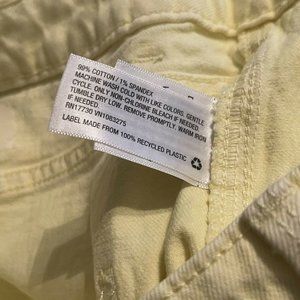 99% COTTON / 1% SPANDEX
MACHINE WASH COLD WITH LIKE COLORS, GENTLE
CYCLE. ONLY NON-CHLORINE BLEACH IF NEEDED.
TUMBLE DRY LOW. REMOVE PROMPTLY. WARM IRON
IF NEEDED.
RN17730 VN1083275
LABEL MADE FROM 100% RECYCLED PLASTIC